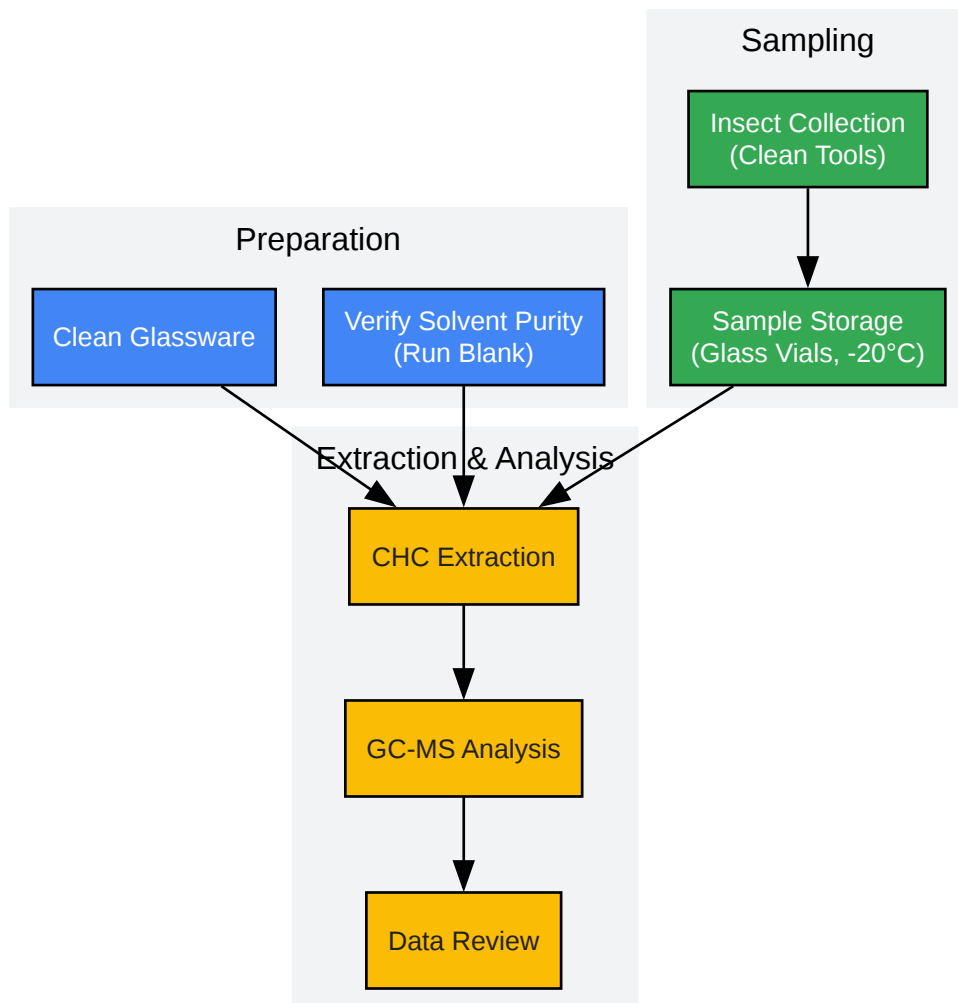 Sampling
Insect Collection
(Clean Tools)
Preparation
Clean Glassware
Verify Solvent Purity
(Run Blank)
Sample Storage
(Glass Vials, -20°C)
Extraction & Analysis
CHC Extraction
GC-MS Analysis
Data Review